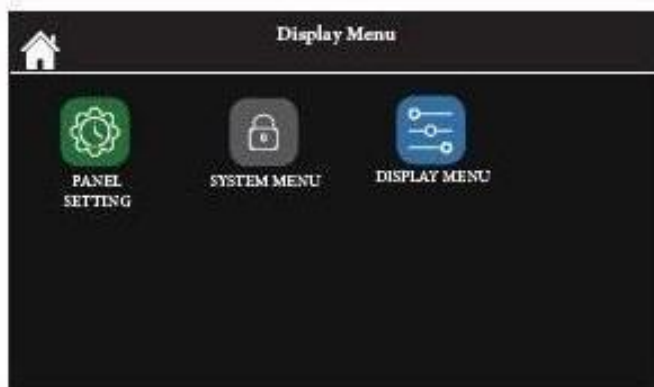 Display Menu
PANEL
SETTING
SYSTEM MENU
DISPLAY MENU